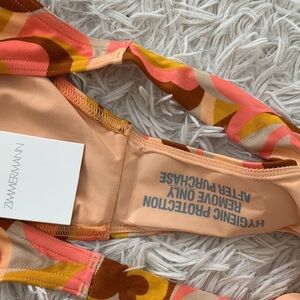 ZIMMERMANN
HYGIENIC PROTECTION
REMOVE ONLY
AFTER PURCHASE